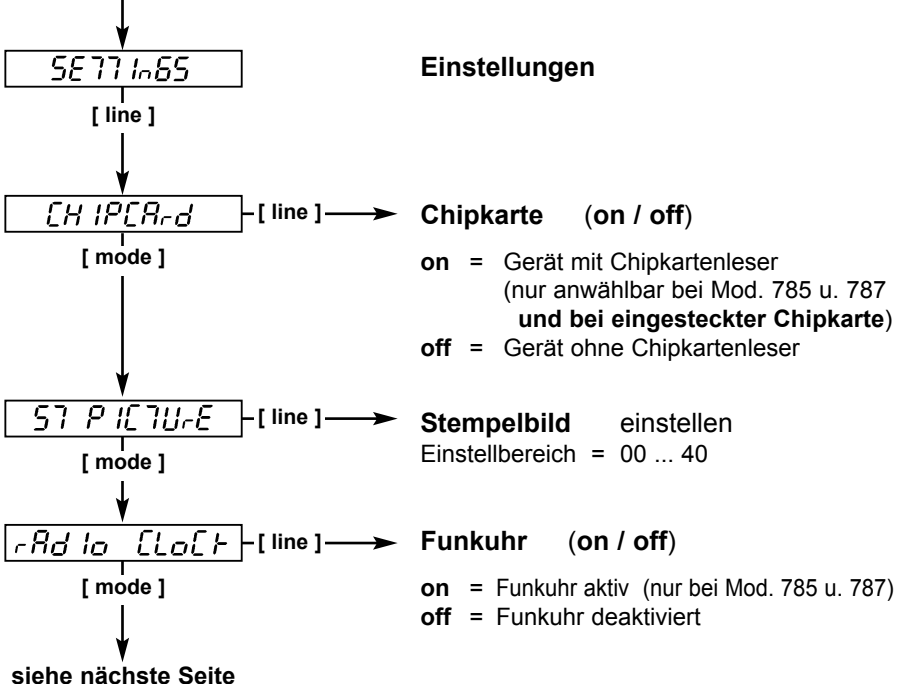 SETTInGS Einstellungen
[ line ]
CHIPCArd [ line ] Chipkarte (on / off)
[ mode ]
on = Gerät mit Chipkartenleser
(nur anwählbar bei Mod. 785 u. 787
und bei eingesteckter Chipkarte)
off = Gerät ohne Chipkartenleser
ST PICTUrE [ line ] Stempelbild einstellen
Einstellbereich = 00 ... 40
[ mode ]
rAdIo CLoCk [ line ] Funkuhr (on / off)
[ mode ]
on = Funkuhr aktiv (nur bei Mod. 785 u. 787)
off = Funkuhr deaktiviert
siehe nächste Seite